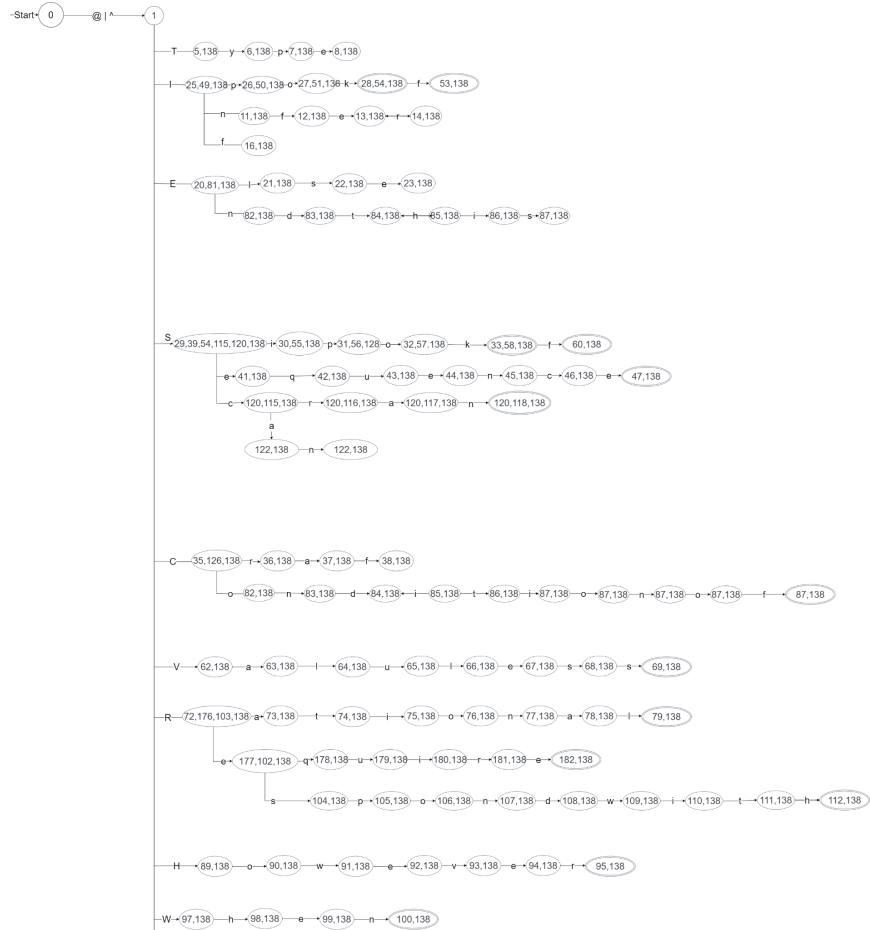 Start 0 @ | ^ 1
T 5,138 y 6,138 p 7,138 e 8,138
I 25,49,138 p 26,50,138 o 27,51,138 k 28,54,138 f 53,138
n 11,138 f 12,138 e 13,138 r 14,138
f 16,138
E 20,81,138 l 21,138 s 22,138 e 23,138
n 82,138 d 83,138 t 84,138 h 85,138 i 86,138 s 87,138
S 29,39,54,115,120,138 i 30,55,138 p 31,56,128 o 32,57,138 k 33,58,138 f 60,138
e 41,138 q 42,138 u 43,138 e 44,138 n 45,138 c 46,138 e 47,138
c 120,115,138 r 120,116,138 a 120,117,138 n 120,118,138
a
122,138 n 122,138
C 35,126,138 r 36,138 a 37,138 f 38,138
o 82,138 n 83,138 d 84,138 i 85,138 t 86,138 i 87,138 o 87,138 n 87,138 o 87,138 f 87,138
V 62,138 a 63,138 l 64,138 u 65,138 l 66,138 e 67,138 s 68,138 s 69,138
R 72,176,103,138 a 73,138 t 74,138 i 75,138 o 76,138 n 77,138 a 78,138 l 79,138
e 177,102,138 q 178,138 u 179,138 i 180,138 r 181,138 e 182,138
s 104,138 p 105,138 o 106,138 n 107,138 d 108,138 w 109,138 i 110,138 t 111,138 h 112,138
H 89,138 o 90,138 w 91,138 e 92,138 v 93,138 e 94,138 r 95,138
W 97,138 h 98,138 e 99,138 n 100,138